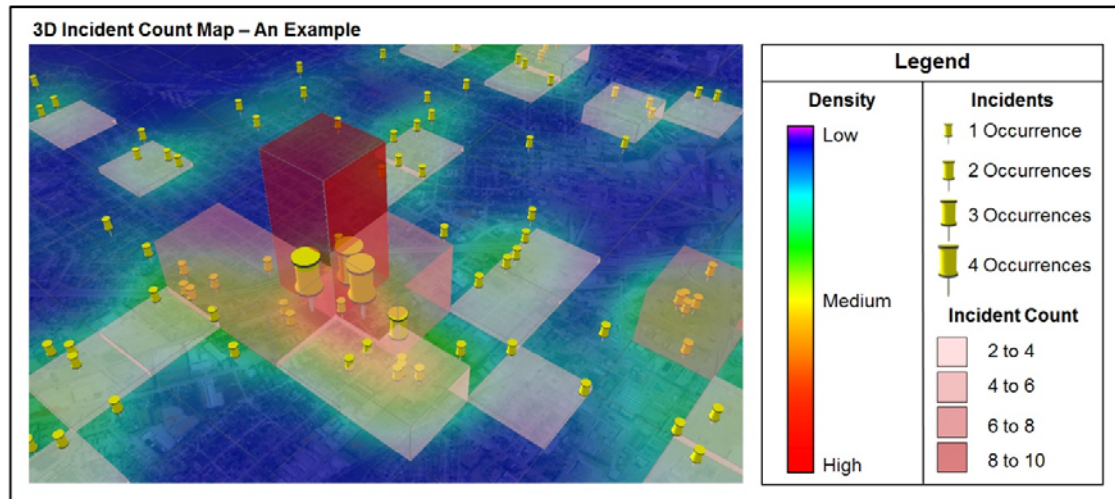 3D Incident Count Map – An Example
Legend
Density
Low
Medium
High
Incidents
1 Occurrence
2 Occurrences
3 Occurrences
4 Occurrences
Incident Count
2 to 4
4 to 6
6 to 8
8 to 10